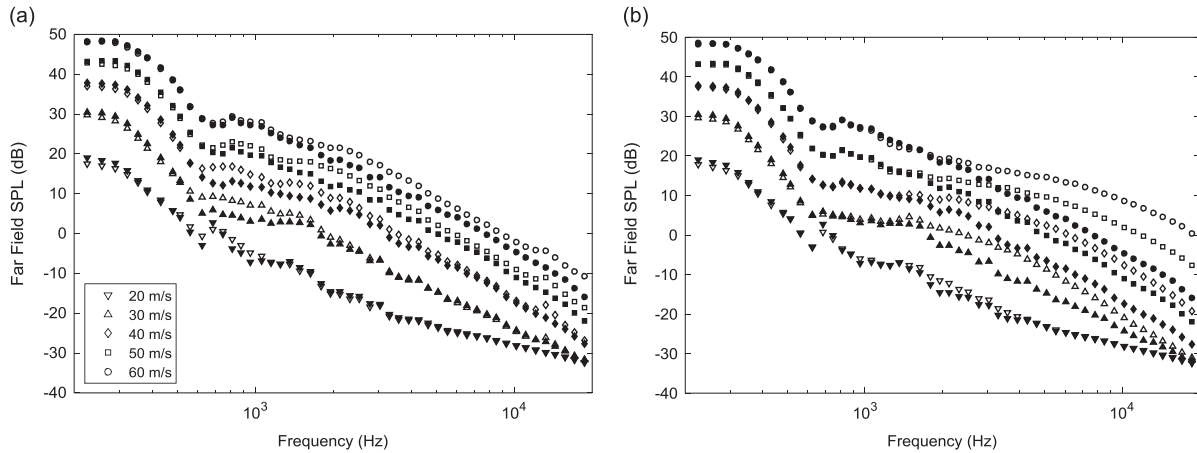 (a)
50
40
30
20
10
0
-10
-20
-30
-40
Far Field SPL (dB)
20 m/s
30 m/s
40 m/s
50 m/s
60 m/s
10³
10⁴
Frequency (Hz)
(b)
50
40
30
20
10
0
-10
-20
-30
-40
Far Field SPL (dB)
10³
10⁴
Frequency (Hz)